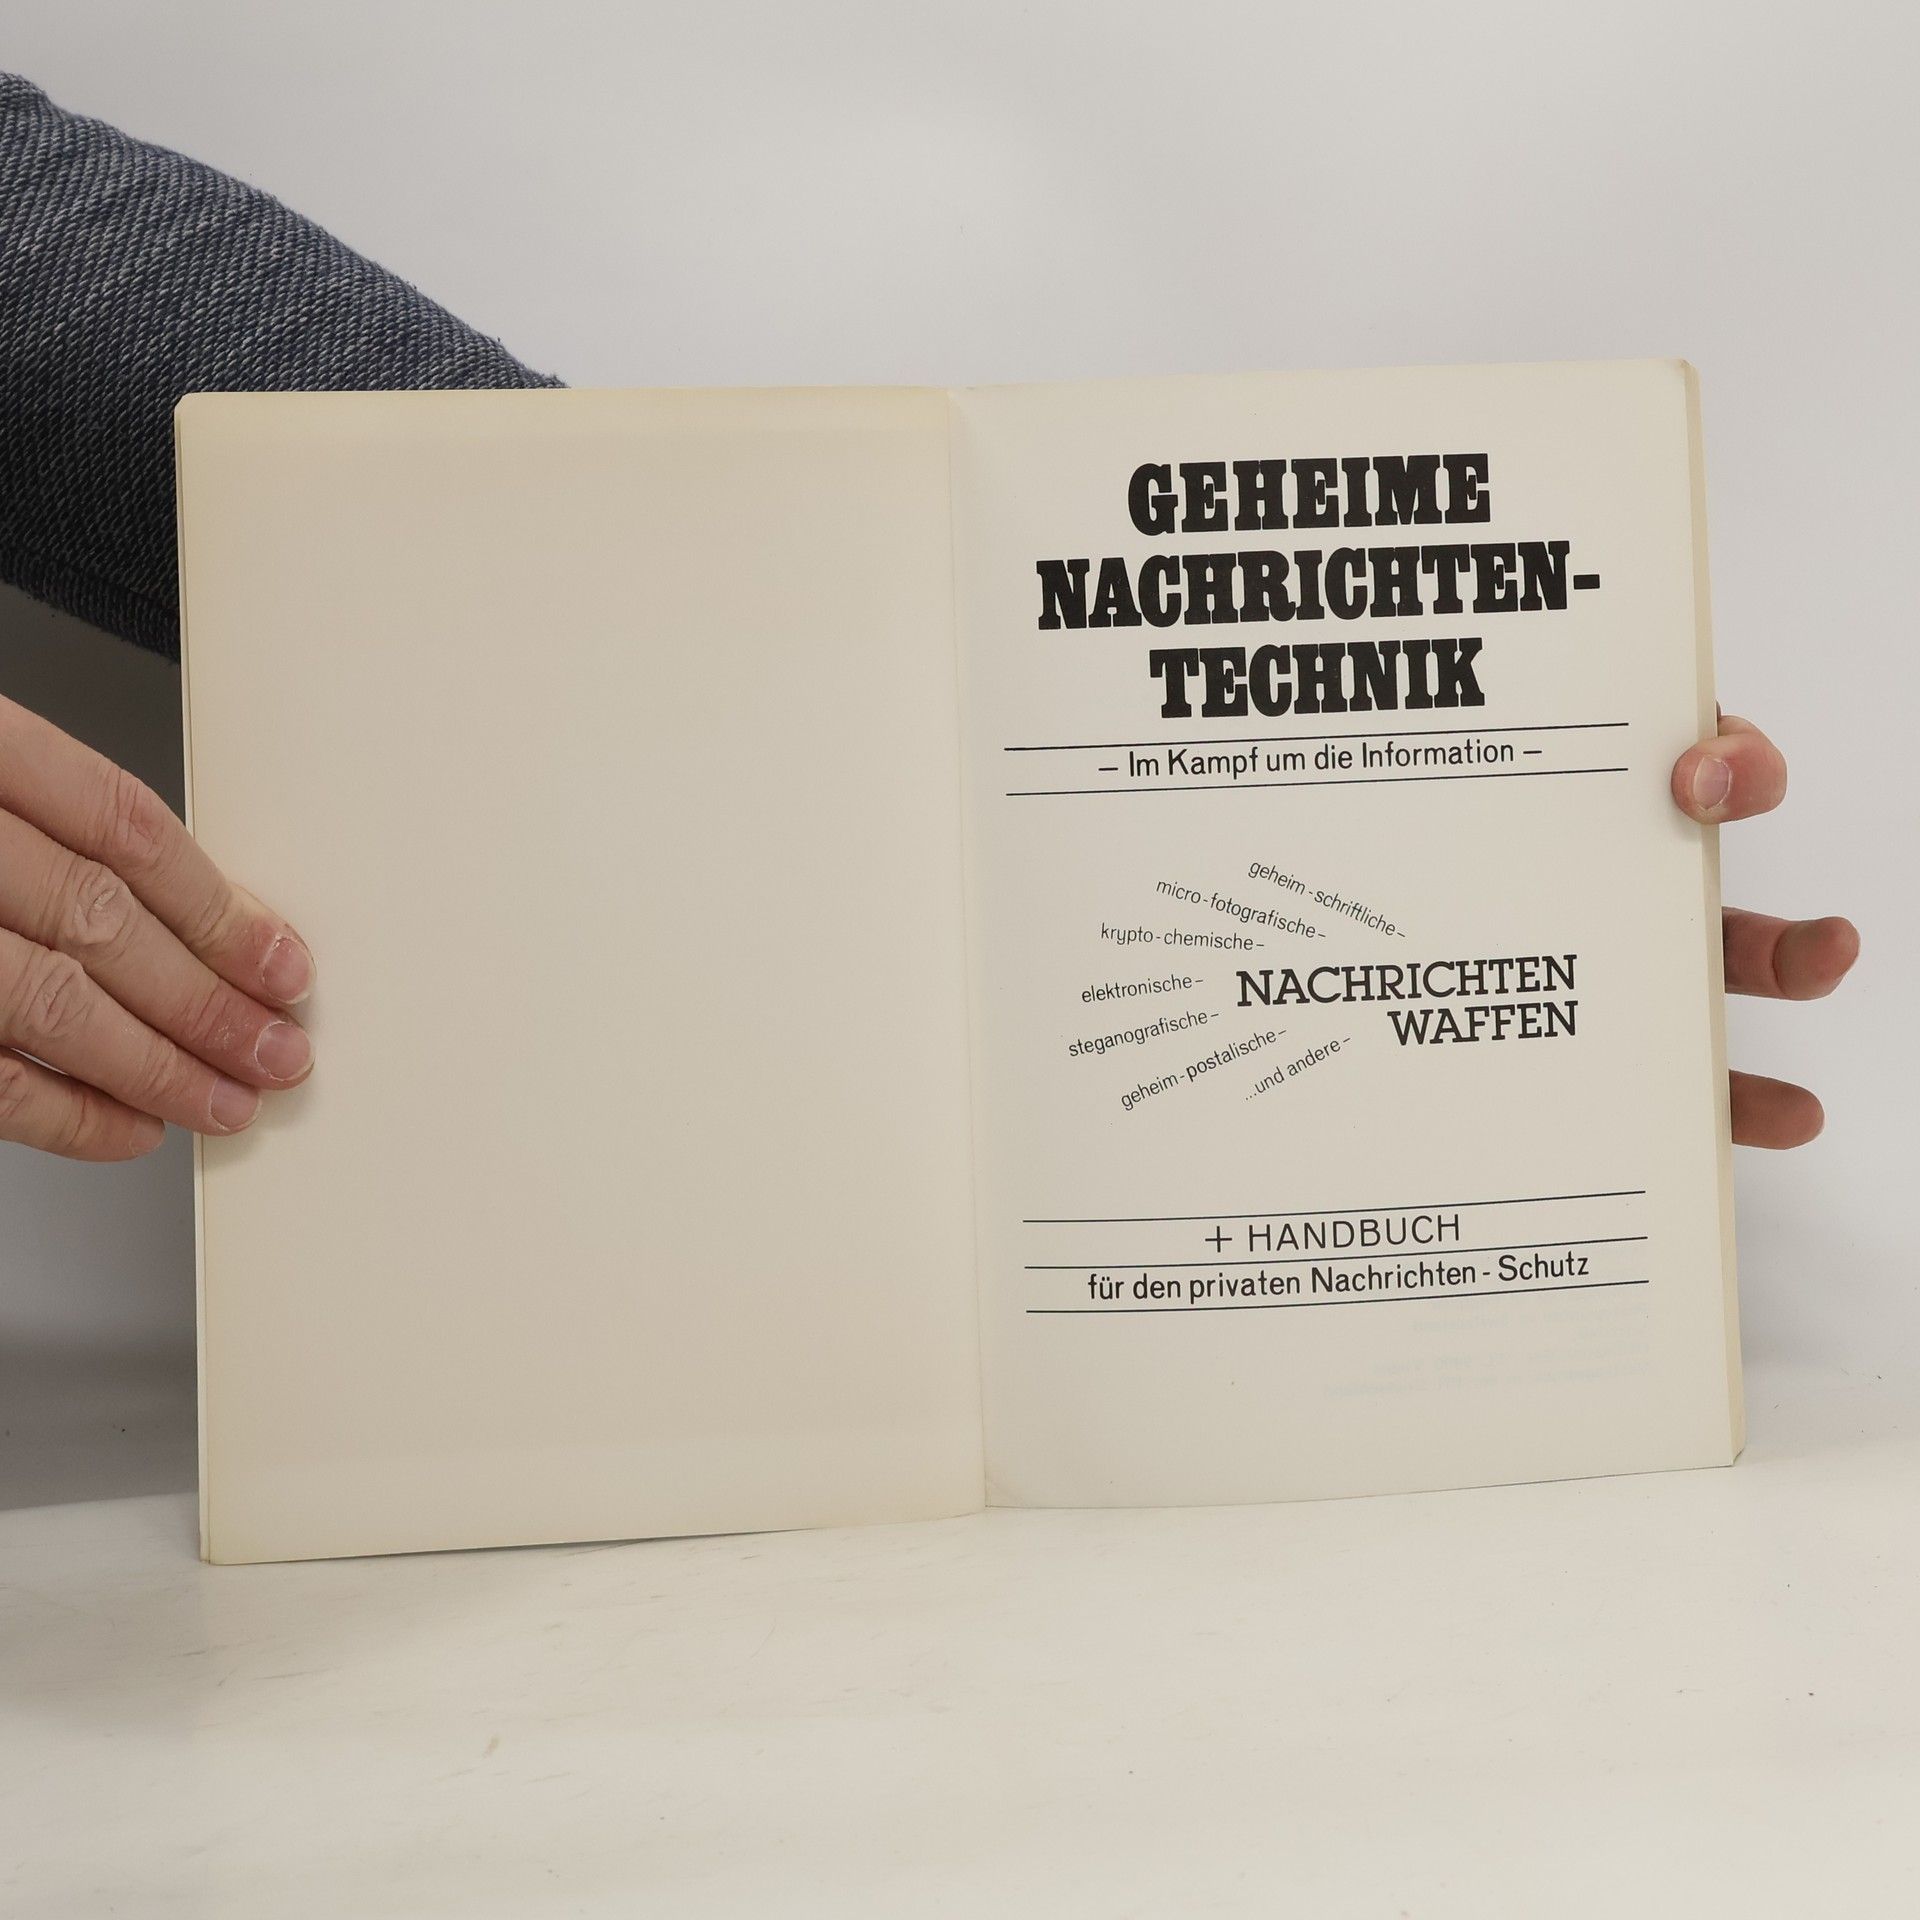 GEHEIME
NACHRICHTEN-
TECHNIK
– Im Kampf um die Information –
geheim-schriftliche-
micro-fotografische-
krypto-chemische-
elektronische-
NACHRICHTEN
WAFFEN
steganografische-
geheim-postalische-
...und andere-
+ HANDBUCH
für den privaten Nachrichten-Schutz